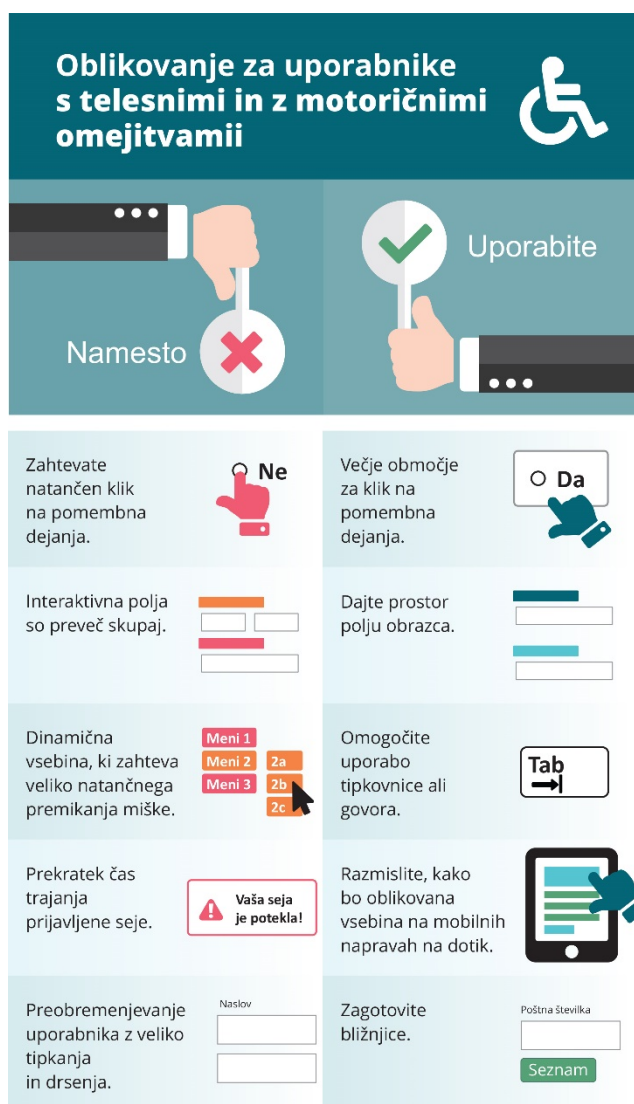 Oblikovanje za uporabnike
s telesnimi in z motoričnimi
omejitvamii
Namesto
Uporabite
Zahtevate
natančen klik
na pomembna
dejanja.
Ne
Večje območje
za klik na
pomembna
dejanja.
Da
Interaktivna polja
so preveč skupaj.
Dajte prostor
polju obrazca.
Dinamična
vsebina, ki zahteva
veliko natančnega
premikanja miške.
Meni 1
Meni 2 2a
Meni 3 2b
2c
Omogočite
uporabo
tipkovnice ali
govora.
Tab
Prekratek čas
trajanja
prijavljene seje.
Vaša seja
je potekla!
Razmislite, kako
bo oblikovana
vsebina na mobilnih
napravah na dotik.
Preobremenjevanje
uporabnika z veliko
tipkanja
in drsenja.
Naslov
Zagotovite
bližnjice.
Poštna številka
Seznam